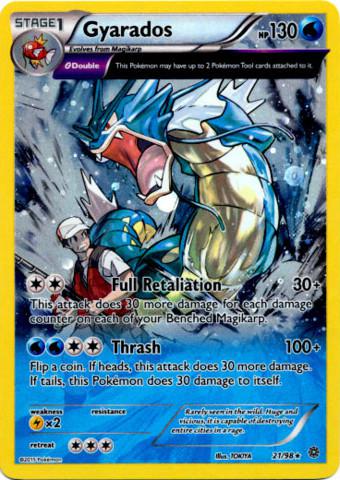 STAGE1 Gyarados HP130
Evolves from Magikarp
θDouble This Pokémon may have up to 2 Pokémon Tool cards attached to it.
Full Retaliation 30+
This attack does 30 more damage for each damage
counter on each of your Benched Magikarp.
Thrash 100+
Flip a coin. If heads, this attack does 30 more damage.
If tails, this Pokémon does 30 damage to itself.
weakness resistance
×2
retreat
Rarely seen in the wild. Huge and
vicious, it is capable of destroying
entire cities in a rage.
©2015 Pokémon Illus. TOKIYA 21/98 ★